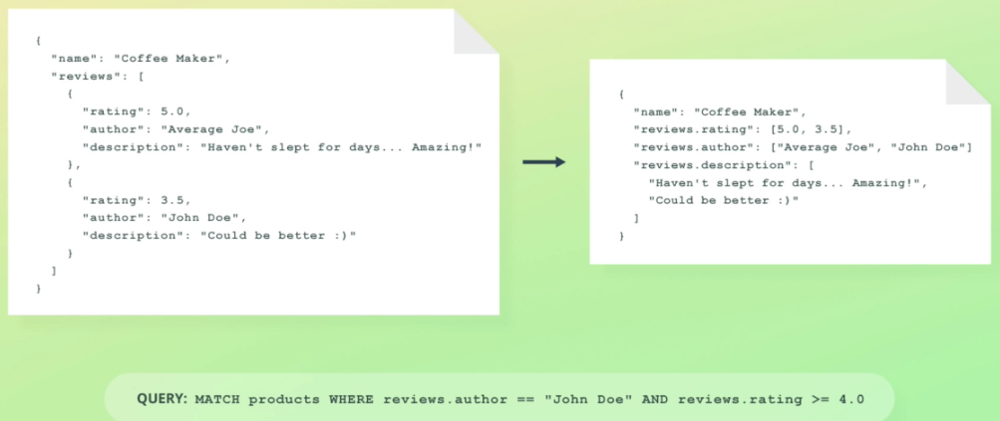 {
  "name": "Coffee Maker",
  "reviews": [
    {
      "rating": 5.0,
      "author": "Average Joe",
      "description": "Haven't slept for days... Amazing!"
    },
    {
      "rating": 3.5,
      "author": "John Doe",
      "description": "Could be better :)"
    }
  ]
}
{
  "name": "Coffee Maker",
  "reviews.rating": [5.0, 3.5],
  "reviews.author": ["Average Joe", "John Doe"]
  "reviews.description": [
    "Haven't slept for days... Amazing!",
    "Could be better :)"
  ]
}
QUERY: MATCH products WHERE reviews.author == "John Doe" AND reviews.rating >= 4.0